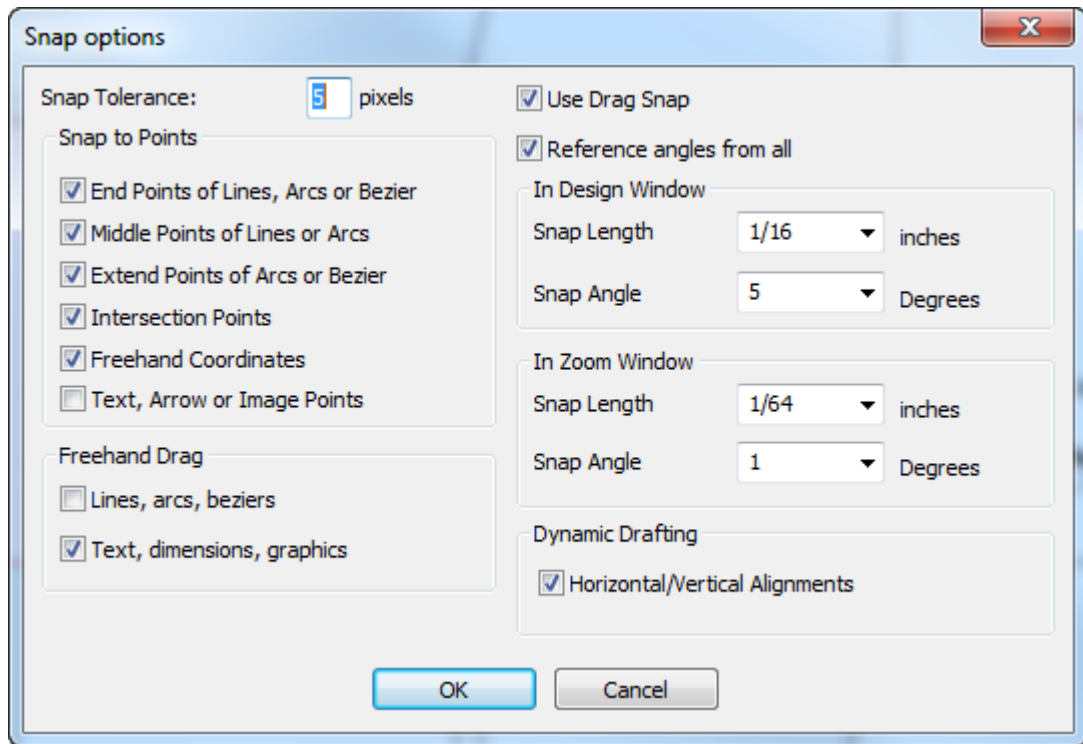 Snap options
Snap Tolerance: 5 pixels
Snap to Points
End Points of Lines, Arcs or Bezier
Middle Points of Lines or Arcs
Extend Points of Arcs or Bezier
Intersection Points
Freehand Coordinates
Text, Arrow or Image Points
Freehand Drag
Lines, arcs, beziers
Text, dimensions, graphics
Use Drag Snap
Reference angles from all
In Design Window
Snap Length 1/16 inches
Snap Angle 5 Degrees
In Zoom Window
Snap Length 1/64 inches
Snap Angle 1 Degrees
Dynamic Drafting
Horizontal/Vertical Alignments
OK Cancel